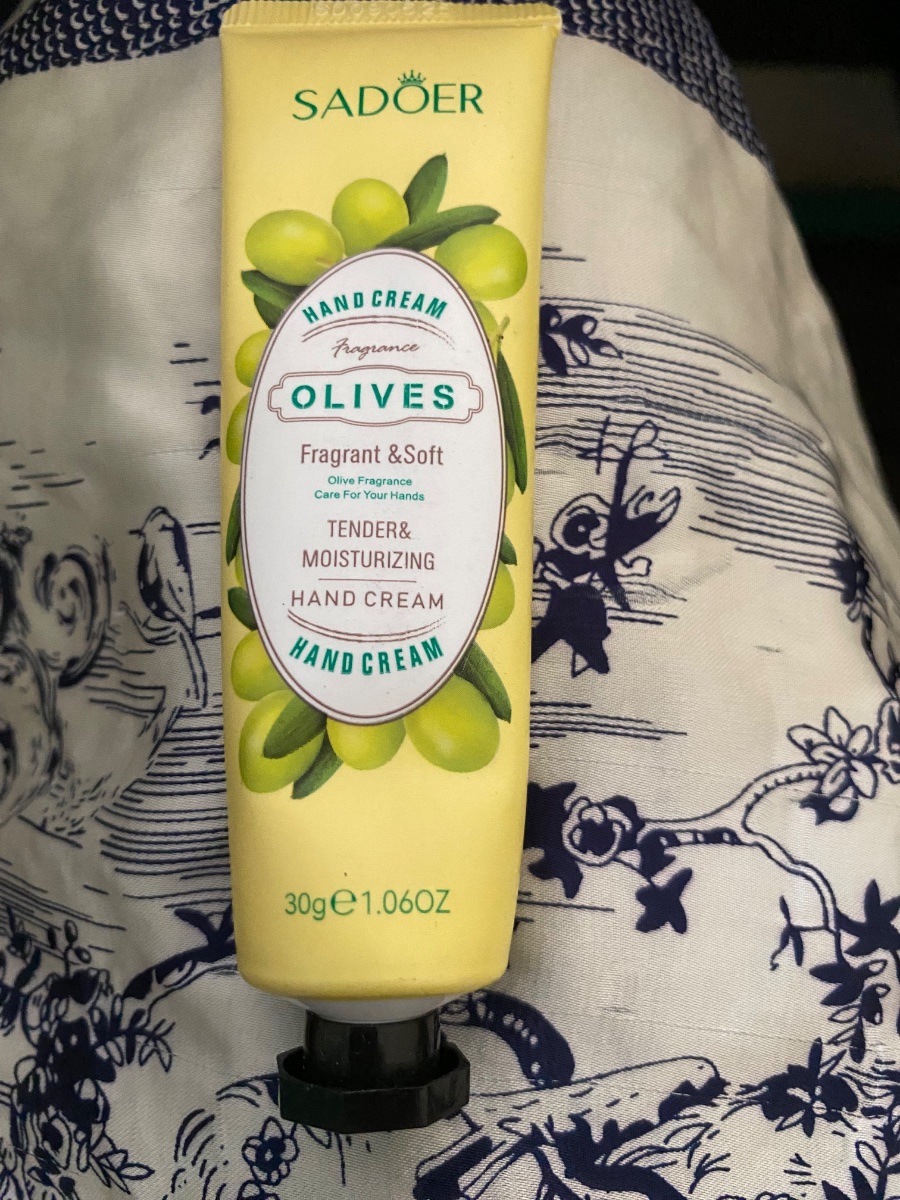 SADOER
HAND CREAM
Fragrance
OLIVES
Fragrant &Soft
Olive Fragrance
Care For Your Hands
TENDER&
MOISTURIZING
HAND CREAM
HAND CREAM
30g℮1.06OZ